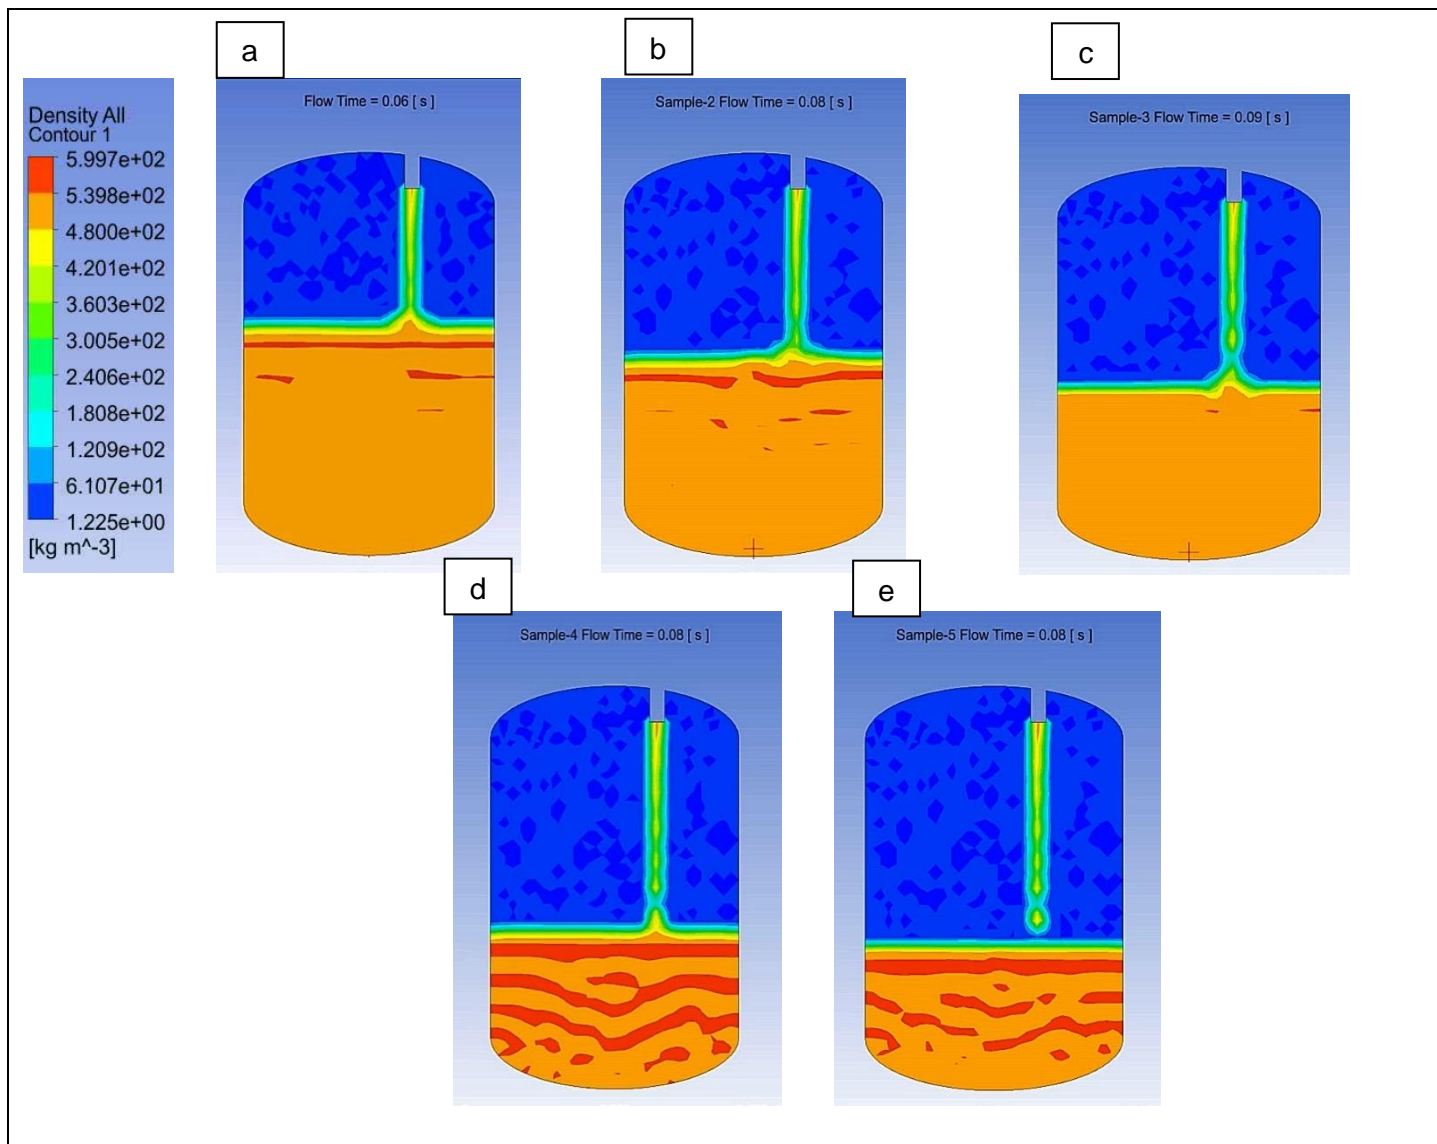 a
b
c
Flow Time = 0.06 [ s ]
Sample-2 Flow Time = 0.08 [ s ]
Sample-3 Flow Time = 0.09 [ s ]
Density All
Contour 1
5.997e+02
5.398e+02
4.800e+02
4.201e+02
3.603e+02
3.005e+02
2.406e+02
1.808e+02
1.209e+02
6.107e+01
1.225e+00
[kg m^-3]
d
e
Sample-4 Flow Time = 0.08 [ s ]
Sample-5 Flow Time = 0.08 [ s ]